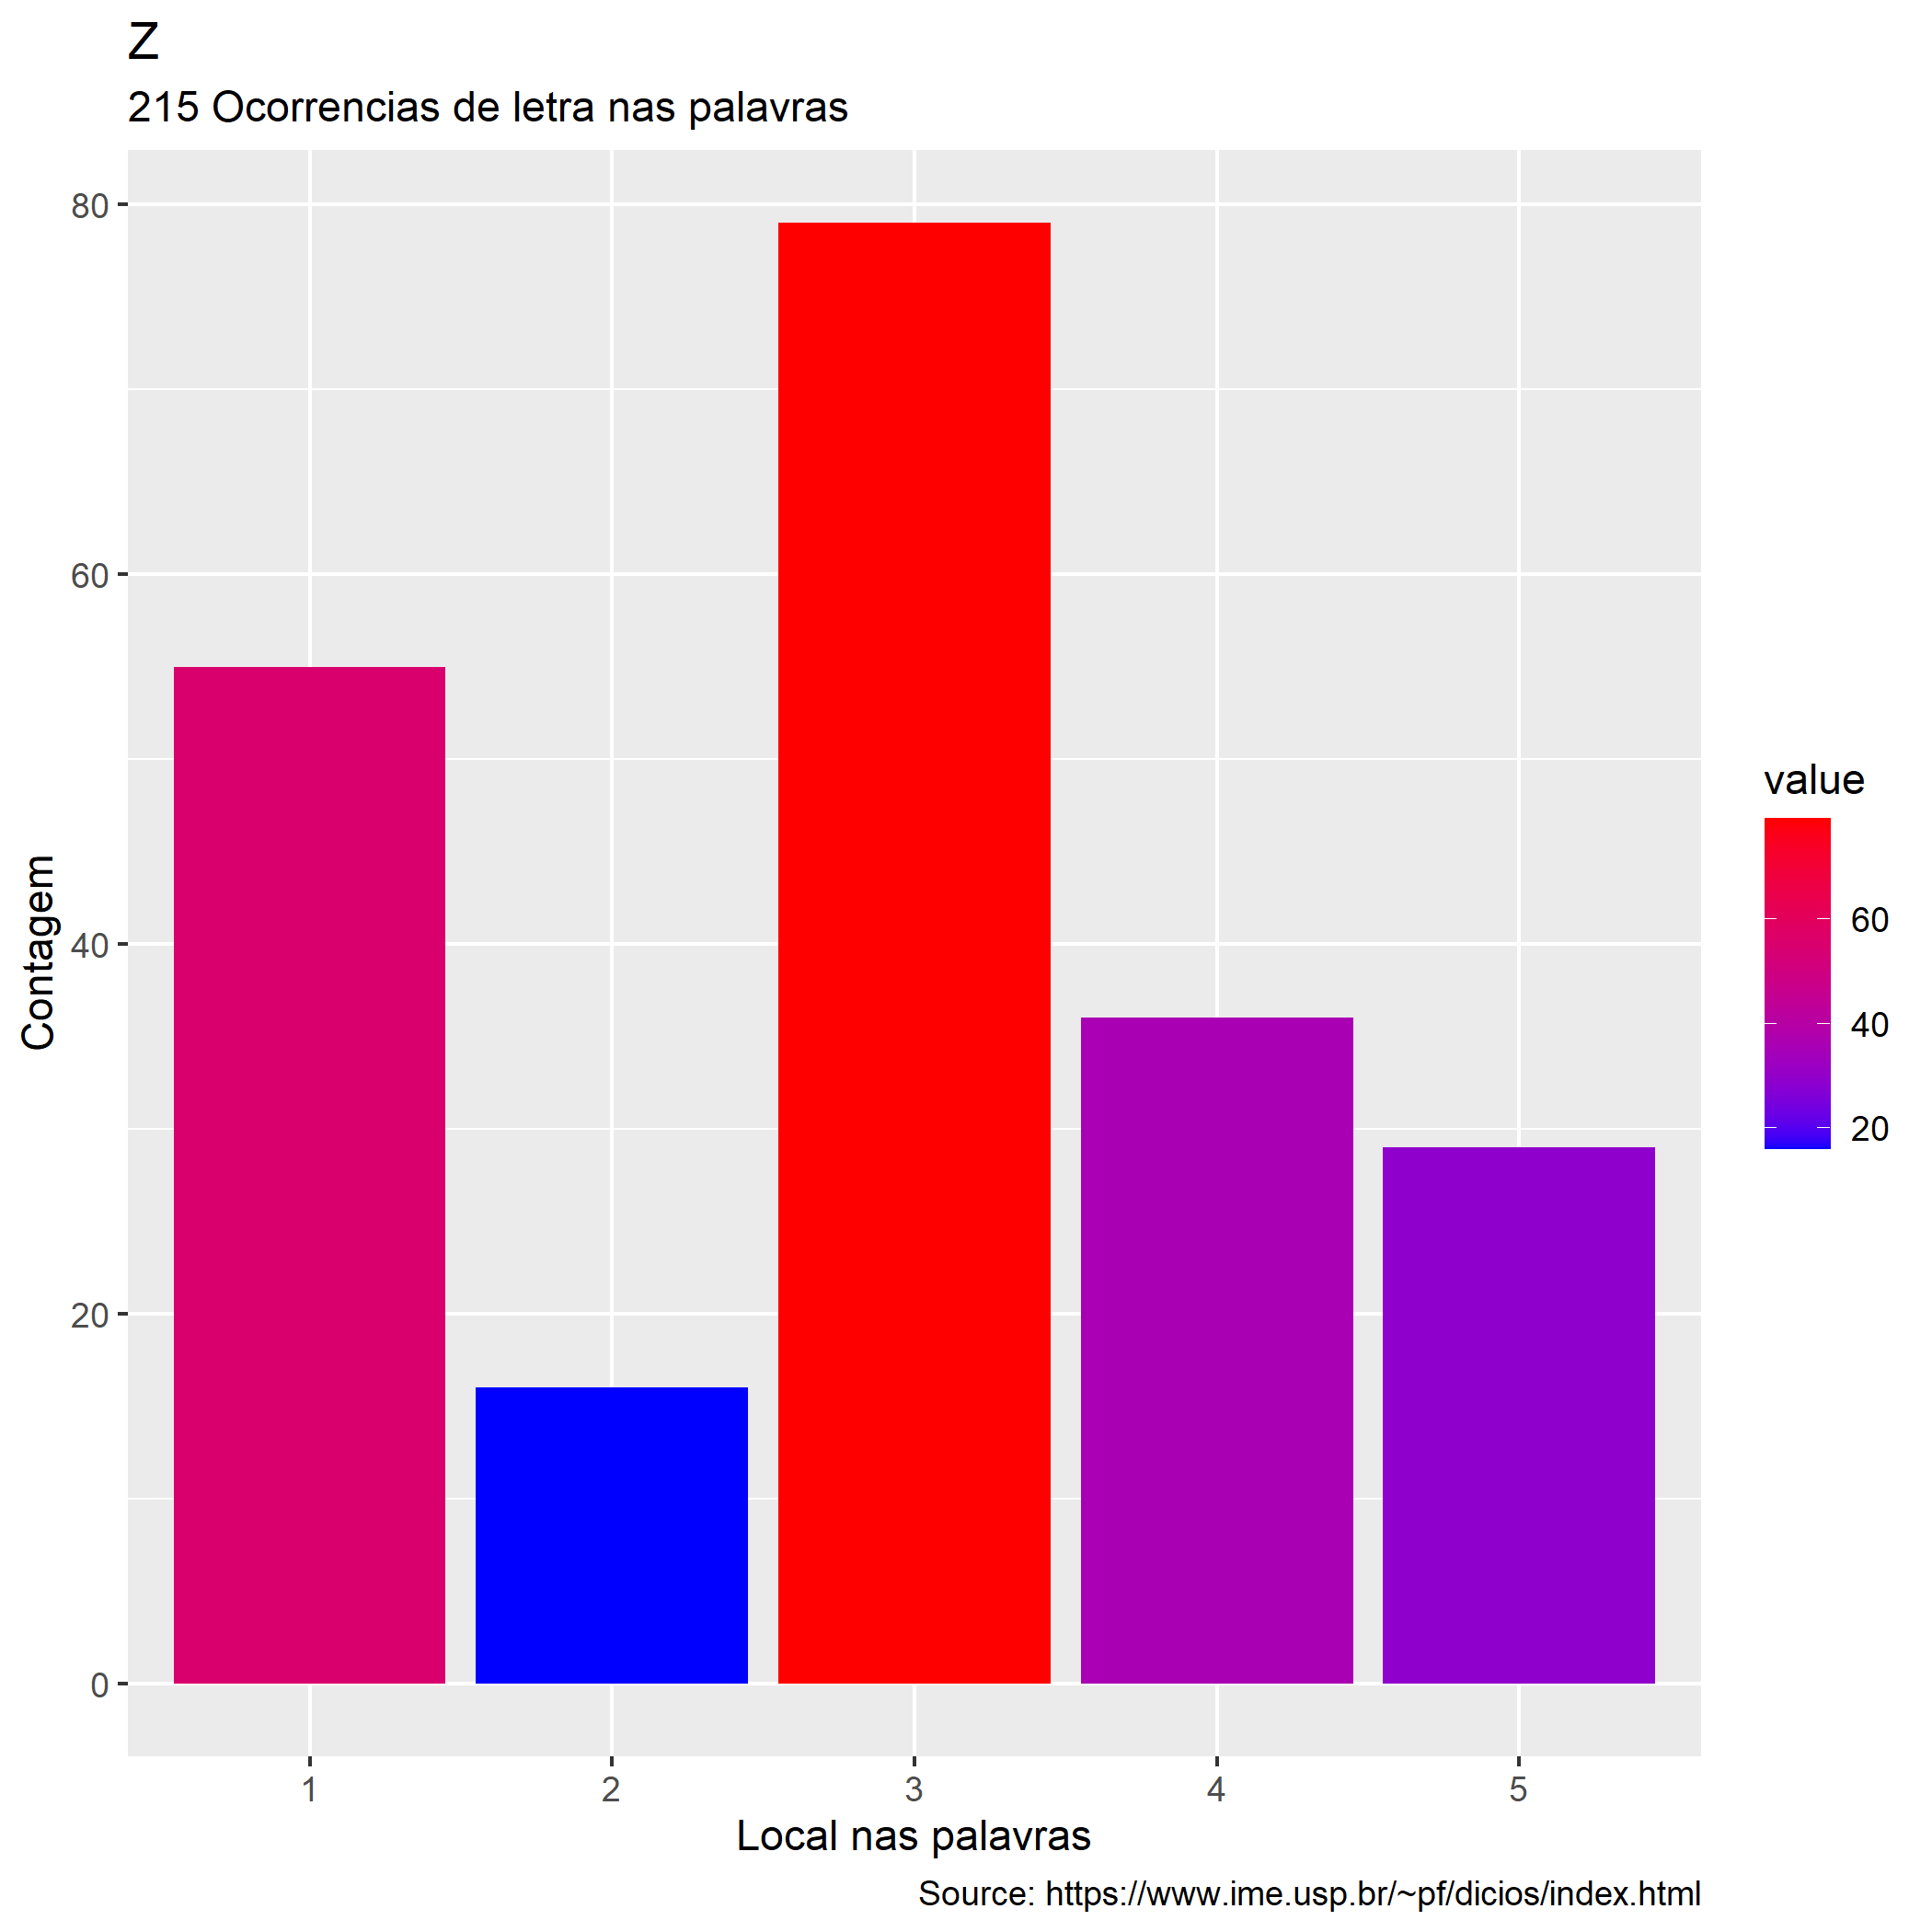 Z
215 Ocorrencias de letra nas palavras
80
60
40
20
0
Contagem
1 2 3 4 5
Local nas palavras
value
60
40
20
Source: https://www.ime.usp.br/~pf/dicios/index.html